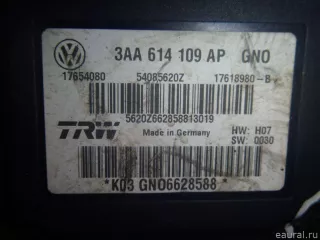 3AA 614 109 AP GNO
17654080 54085620Z 17618980-B
5620Z662858813019
TRW Made in Germany HW: H07
SW: 0030
*K03 GNO6628588*
eaural.ru